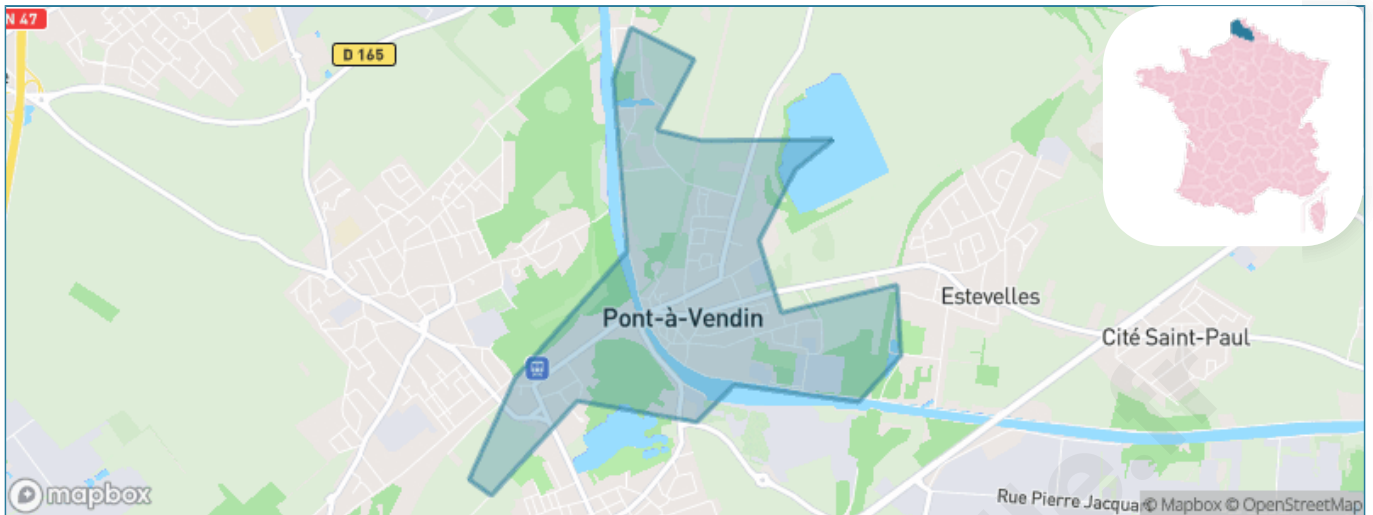 N 47
D 165
Estevelles
Pont-à-Vendin
Cité Saint-Paul
mapbox
Rue Pierre Jacqua
© Mapbox © OpenStreetMap